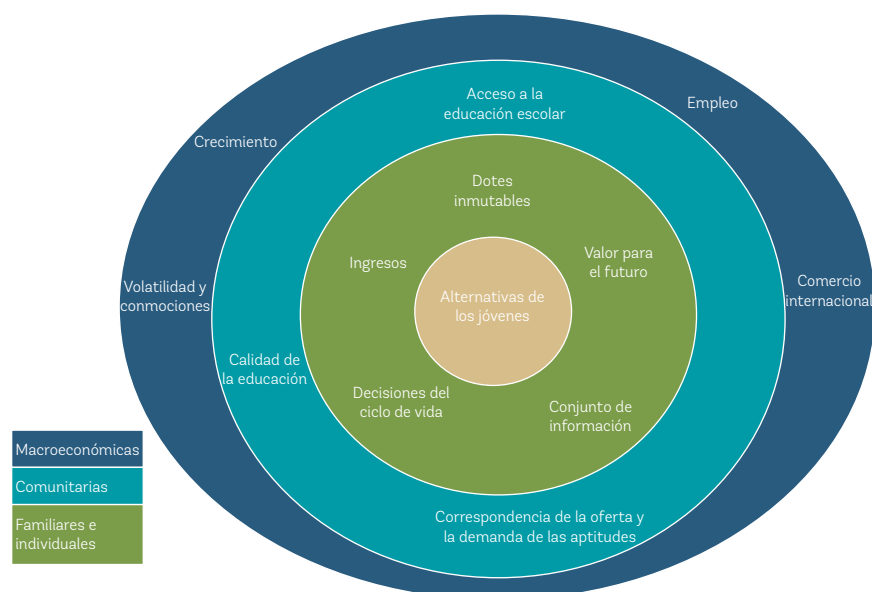 Acceso a la
educación escolar
Empleo
Crecimiento
Dotes
inmutables
Ingresos
Valor para
el futuro
Volatilidad y
conmociones
Alternativas de
los jóvenes
Comercio
internacional
Calidad de
la educación
Decisiones del
ciclo de vida
Conjunto de
información
Macroeconómicas
Comunitarias
Familiares e
individuales
Correspondencia de la oferta y
la demanda de las aptitudes